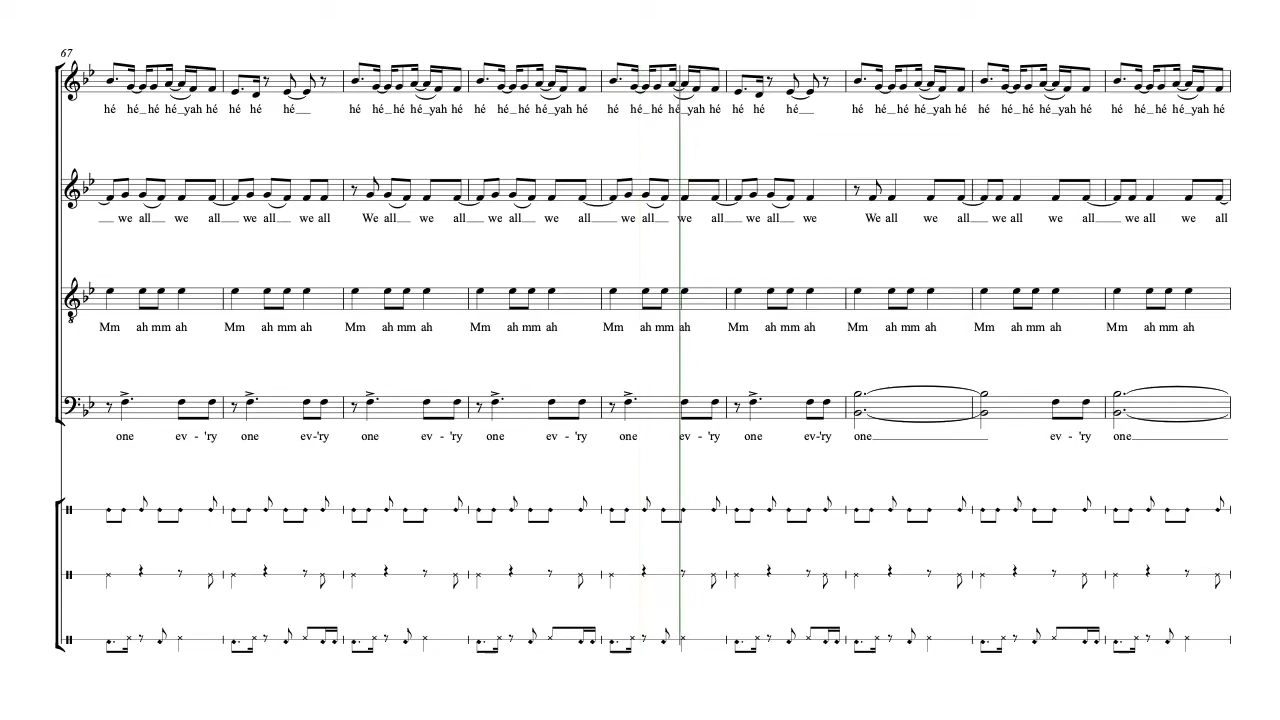 67
hé hé_hé hé_yah hé hé hé hé__ hé hé_hé hé_yah hé hé hé_hé hé_yah hé hé hé_hé hé_yah hé hé hé hé__ hé hé_hé hé_yah hé hé hé_hé hé_yah hé hé hé_hé hé_yah hé
__ we all__ we all__ we all__ we all We all__ we all__ we all__ we all__ we all__ we all__ we all__ we We all we all__ we all we all__ we all we all
Mm ah mm ah Mm ah mm ah Mm ah mm ah Mm ah mm ah Mm ah mm ah Mm ah mm ah Mm ah mm ah Mm ah mm ah Mm ah mm ah
one ev - 'ry one ev-'ry one ev - 'ry one ev - 'ry one ev - 'ry one ev-'ry one__ ev - 'ry one__